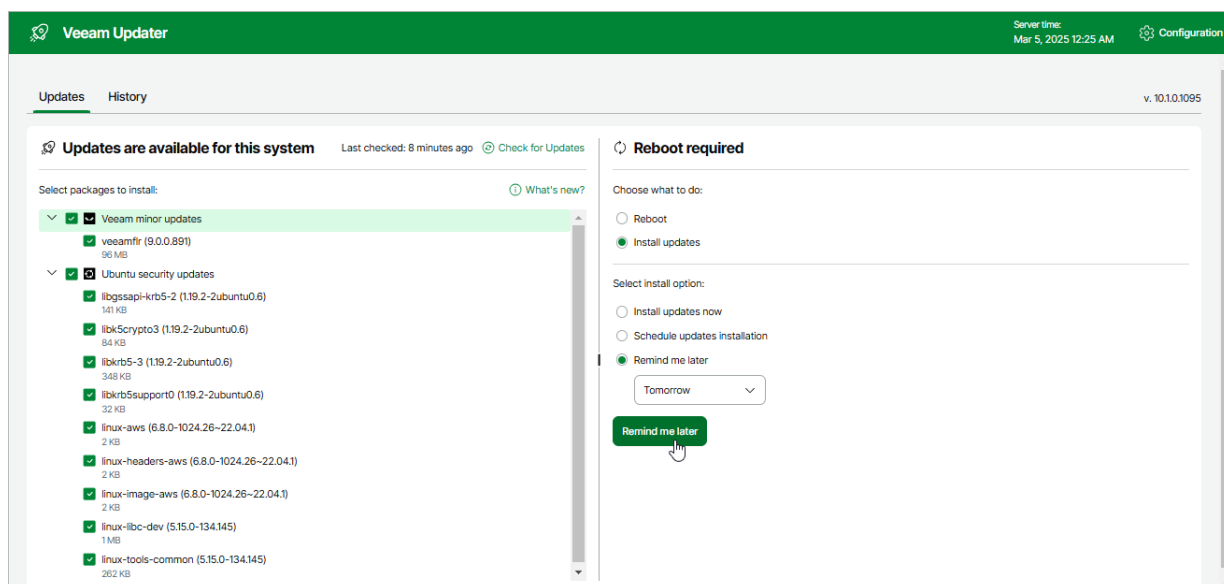 Veeam Updater
Server time:
Mar 5, 2025 12:25 AM
Configuration
Updates
History
v. 10.1.0.1095
Updates are available for this system
Last checked: 8 minutes ago
Check for Updates
Select packages to install:
What's new?
Veeam minor updates
veeamflr (9.0.0.891)
96 MB
Ubuntu security updates
libgssapi-krb5-2 (1.19.2-2ubuntu0.6)
141 KB
libk5crypto3 (1.19.2-2ubuntu0.6)
84 KB
libkrb5-3 (1.19.2-2ubuntu0.6)
348 KB
libkrb5support0 (1.19.2-2ubuntu0.6)
32 KB
linux-aws (6.8.0-1024.26~22.04.1)
2 KB
linux-headers-aws (6.8.0-1024.26~22.04.1)
2 KB
linux-image-aws (6.8.0-1024.26~22.04.1)
2 KB
linux-libc-dev (5.15.0-134.145)
1 MB
linux-tools-common (5.15.0-134.145)
262 KB
Reboot required
Choose what to do:
Reboot
Install updates
Select install option:
Install updates now
Schedule updates installation
Remind me later
Tomorrow
Remind me later